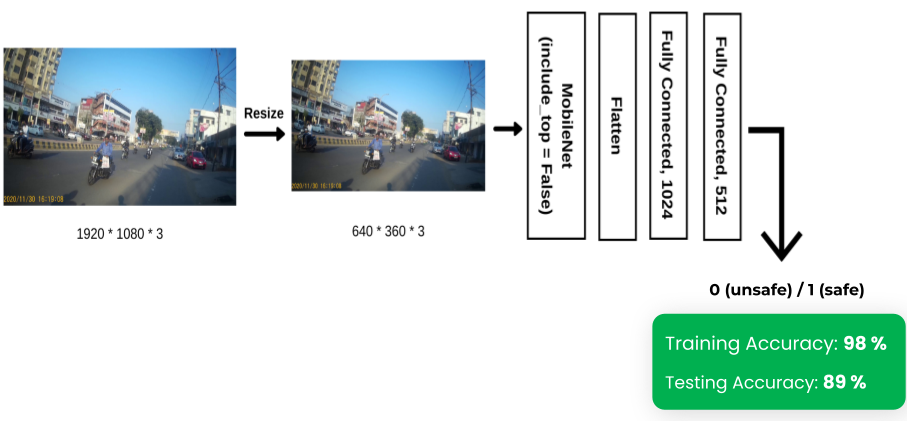 Resize
2020/11/30 16:19:08
2020/11/30 16:19:08
1920 * 1080 * 3
640 * 360 * 3
MobileNet
(include_top = False)
Flatten
Fully Connected, 1024
Fully Connected, 512
0 (unsafe) / 1 (safe)
Training Accuracy: 98 %
Testing Accuracy: 89 %